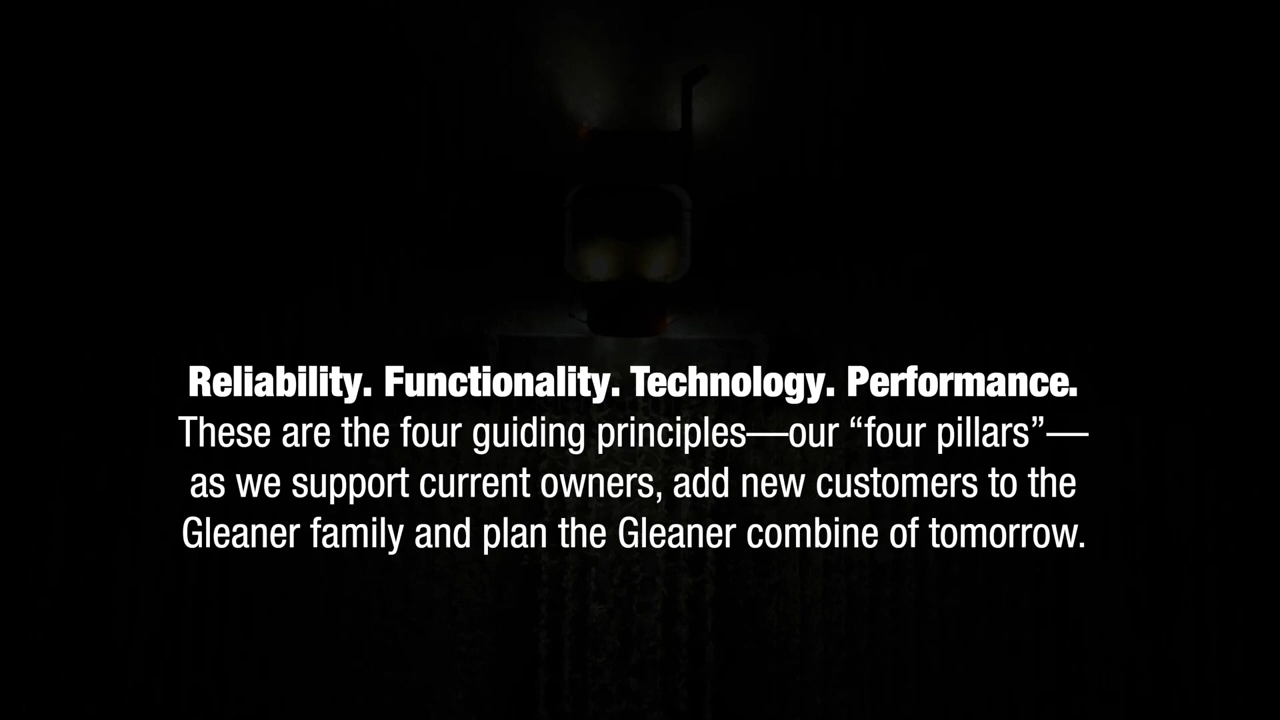 Reliability. Functionality. Technology. Performance.
These are the four guiding principles—our “four pillars”—
as we support current owners, add new customers to the
Gleaner family and plan the Gleaner combine of tomorrow.